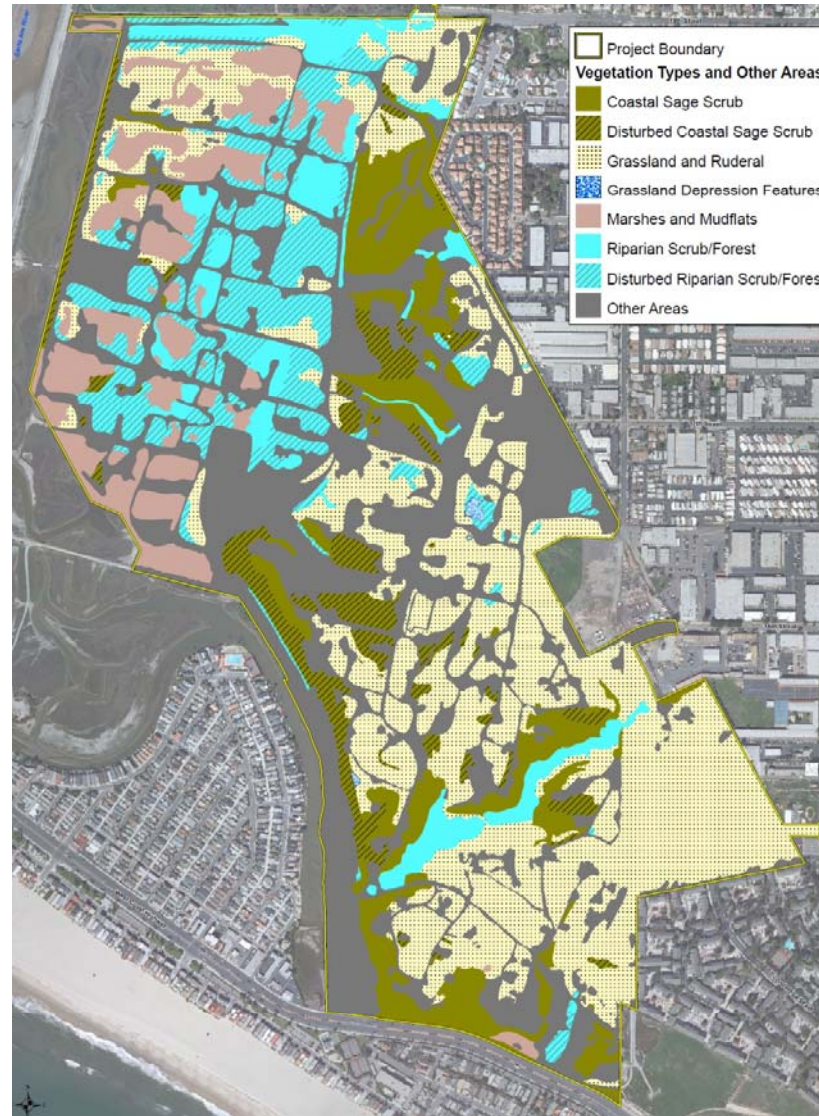 Project Boundary
Vegetation Types and Other Areas
Coastal Sage Scrub
Disturbed Coastal Sage Scrub
Grassland and Ruderal
Grassland Depression Features
Marshes and Mudflats
Riparian Scrub/Forest
Disturbed Riparian Scrub/Forest
Other Areas